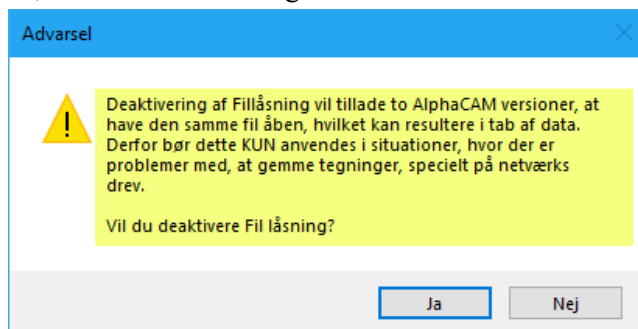 Advarsel
Deaktivering af Fillåsning vil tillade to AlphaCAM versioner, at
have den samme fil åben, hvilket kan resultere i tab af data.
Derfor bør dette KUN anvendes i situationer, hvor der er
problemer med, at gemme tegninger, specielt på netværks
drev.
Vil du deaktivere Fil låsning?
Ja
Nej